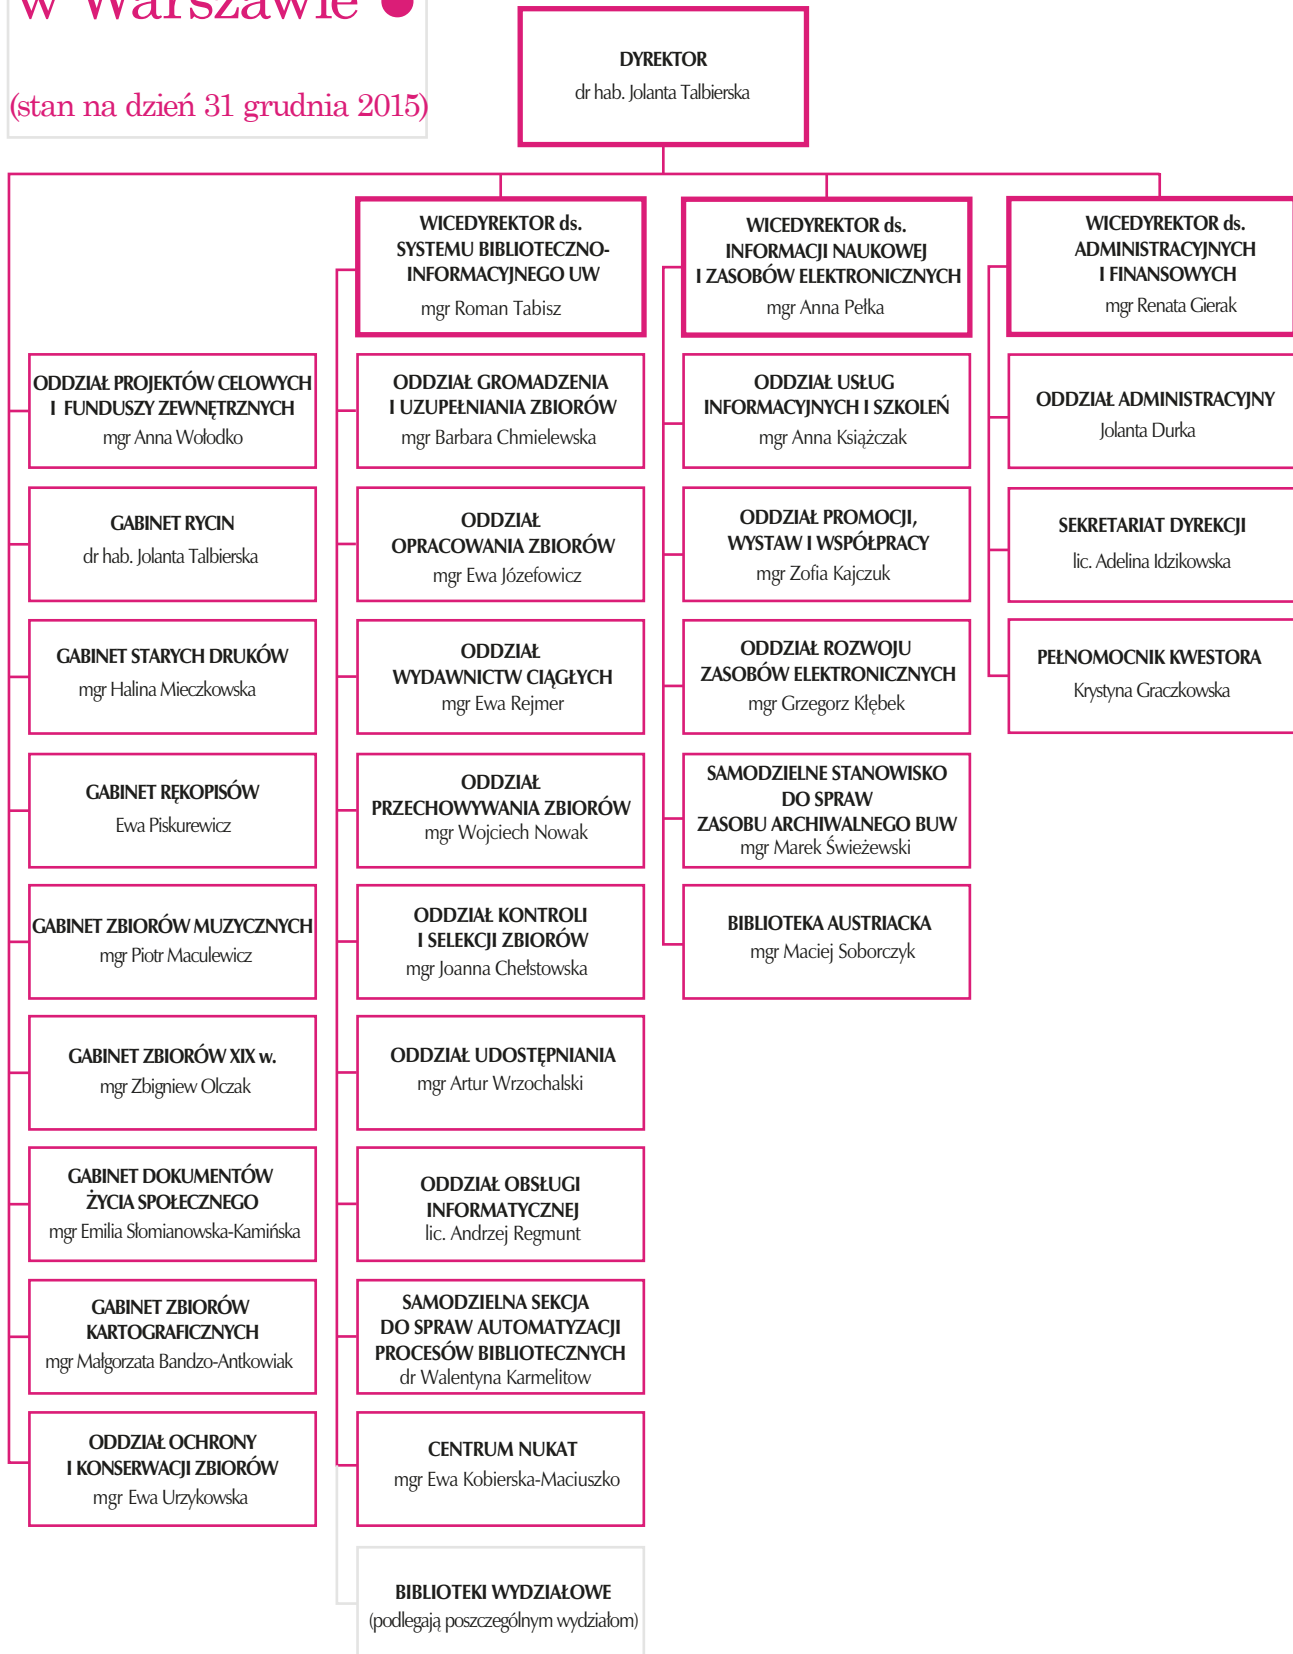 w Warszawie
(stan na dzień 31 grudnia 2015)
DYREKTOR
dr hab. Jolanta Talbierska
WICEDYREKTOR ds.
SYSTEMU BIBLIOTECZNO-
INFORMACYJNEGO UW
mgr Roman Tabisz
WICEDYREKTOR ds.
INFORMACJI NAUKOWEJ
I ZASOBÓW ELEKTRONICZNYCH
mgr Anna Pełka
WICEDYREKTOR ds.
ADMINISTRACYJNYCH
I FINANSOWYCH
mgr Renata Gierak
ODDZIAŁ PROJEKTÓW CELOWYCH
I FUNDUSZY ZEWNĘTRZNYCH
mgr Anna Wołodko
GABINET RYCIN
dr hab. Jolanta Talbierska
GABINET STARYCH DRUKÓW
mgr Halina Mieczkowska
GABINET RĘKOPISÓW
Ewa Piskurewicz
GABINET ZBIORÓW MUZYCZNYCH
mgr Piotr Maculewicz
GABINET ZBIORÓW XIX w.
mgr Zbigniew Olczak
GABINET DOKUMENTÓW
ŻYCIA SPOŁECZNEGO
mgr Emilia Słomianowska-Kamińska
GABINET ZBIORÓW
KARTOGRAFICZNYCH
mgr Małgorzata Bandzo-Antkowiak
ODDZIAŁ OCHRONY
I KONSERWACJI ZBIORÓW
mgr Ewa Urzykowska
ODDZIAŁ GROMADZENIA
I UZUPEŁNIANIA ZBIORÓW
mgr Barbara Chmielewska
ODDZIAŁ
OPRACOWANIA ZBIORÓW
mgr Ewa Józefowicz
ODDZIAŁ
WYDAWNICTW CIĄGŁYCH
mgr Ewa Rejmer
ODDZIAŁ
PRZECHOWYWANIA ZBIORÓW
mgr Wojciech Nowak
ODDZIAŁ KONTROLI
I SELEKCJI ZBIORÓW
mgr Joanna Chełstowska
ODDZIAŁ UDOSTĘPNIANIA
mgr Artur Wrzochalski
ODDZIAŁ OBSŁUGI
INFORMATYCZNEJ
lic. Andrzej Regmunt
SAMODZIELNA SEKCJA
DO SPRAW AUTOMATYZACJI
PROCESÓW BIBLIOTECZNYCH
dr Walentyna Karmelitow
CENTRUM NUKAT
mgr Ewa Kobierska-Maciuszko
BIBLIOTEKI WYDZIAŁOWE
(podlegają poszczególnym wydziałom)
ODDZIAŁ USŁUG
INFORMACYJNYCH I SZKOLEŃ
mgr Anna Książczak
ODDZIAŁ PROMOCJI,
WYSTAW I WSPÓŁPRACY
mgr Zofia Kajczuk
ODDZIAŁ ROZWOJU
ZASOBÓW ELEKTRONICZNYCH
mgr Grzegorz Kłębek
SAMODZIELNE STANOWISKO
DO SPRAW
ZASOBU ARCHIWALNEGO BUW
mgr Marek Świeżewski
BIBLIOTEKA AUSTRIACKA
mgr Maciej Soborczyk
ODDZIAŁ ADMINISTRACYJNY
Jolanta Durka
SEKRETARIAT DYREKCJI
lic. Adelina Idzikowska
PEŁNOMOCNIK KWESTORA
Krystyna Graczkowska